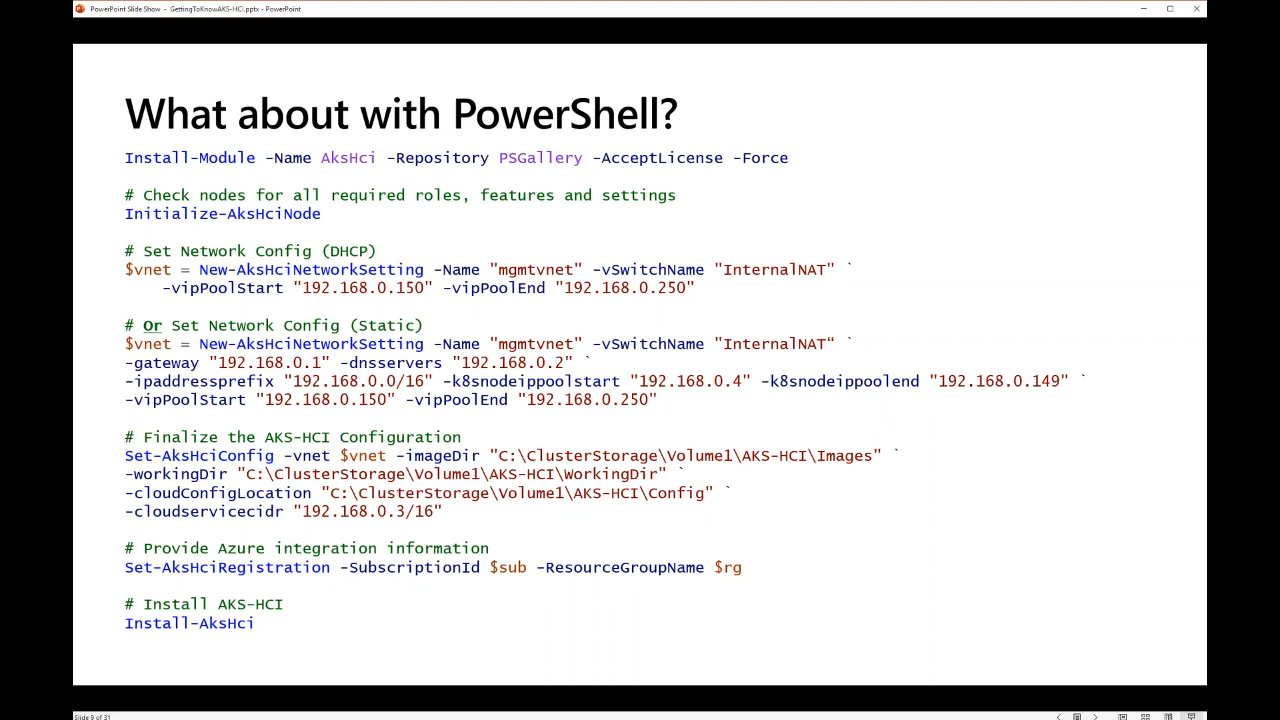 PowerPoint Slide Show - GettingToKnowAKS-HCI.pptx - PowerPoint
What about with PowerShell?
Install-Module -Name AksHci -Repository PSGallery -AcceptLicense -Force
# Check nodes for all required roles, features and settings
Initialize-AksHciNode
# Set Network Config (DHCP)
$vnet = New-AksHciNetworkSetting -Name "mgmtvnet" -vSwitchName "InternalNAT" `
-vipPoolStart "192.168.0.150" -vipPoolEnd "192.168.0.250"
# Or Set Network Config (Static)
$vnet = New-AksHciNetworkSetting -Name "mgmtvnet" -vSwitchName "InternalNAT“ `
-gateway "192.168.0.1" -dnsservers "192.168.0.2" `
-ipaddressprefix "192.168.0.0/16" -k8snodeippoolstart "192.168.0.4" -k8snodeippoolend "192.168.0.149" `
-vipPoolStart "192.168.0.150" -vipPoolEnd "192.168.0.250"
# Finalize the AKS-HCI Configuration
Set-AksHciConfig -vnet $vnet -imageDir "C:\ClusterStorage\Volume1\AKS-HCI\Images" `
-workingDir "C:\ClusterStorage\Volume1\AKS-HCI\WorkingDir" `
-cloudConfigLocation "C:\ClusterStorage\Volume1\AKS-HCI\Config" `
-cloudservicecidr "192.168.0.3/16"
# Provide Azure integration information
Set-AksHciRegistration -SubscriptionId $sub -ResourceGroupName $rg
# Install AKS-HCI
Install-AksHci
Slide 9 of 31